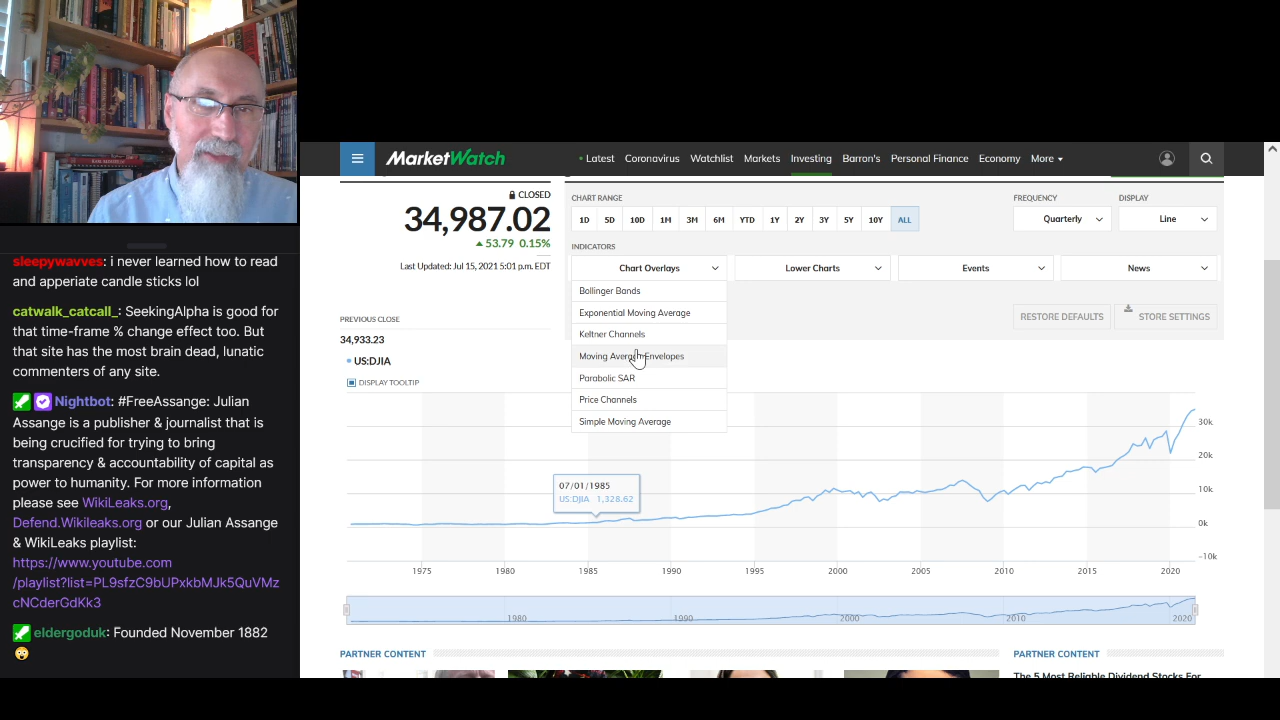 sleepywavves: i never learned how to read
and apperiate candle sticks lol
catwalk_catcall_: SeekingAlpha is good for
that time-frame % change effect too. But
that site has the most brain dead, lunatic
commenters of any site.
Nightbot: #FreeAssange: Julian
Assange is a publisher & journalist that is
being crucified for trying to bring
transparency & accountability of capital as
power to humanity. For more information
please see WikiLeaks.org,
Defend.Wikileaks.org or our Julian Assange
& WikiLeaks playlist:
https://www.youtube.com
/playlist?list=PL9sfzC9bUPxkbMJk5QuVMz
cNCderGdKk3
eldergoduk: Founded November 1882
MarketWatch
Latest Coronavirus Watchlist Markets Investing Barron's Personal Finance Economy More
CLOSED
34,987.02
53.79 0.15%
Last Updated: Jul 15, 2021 5:01 p.m. EDT
PREVIOUS CLOSE
34,933.23
US:DJIA
DISPLAY TOOLTIP
CHART RANGE
1D 5D 10D 1M 3M 6M YTD 1Y 2Y 3Y 5Y 10Y ALL
FREQUENCY
Quarterly
DISPLAY
Line
INDICATORS
Chart Overlays
Lower Charts
Events
News
Bollinger Bands
Exponential Moving Average
Keltner Channels
Moving Average Envelopes
Parabolic SAR
Price Channels
Simple Moving Average
RESTORE DEFAULTS
STORE SETTINGS
07/01/1985
US:DJIA 1,328.62
30k
20k
10k
0k
-10k
1975 1980 1985 1990 1995 2000 2005 2010 2015 2020
1980 1990 2000 2010 2020
PARTNER CONTENT
PARTNER CONTENT
The 5 Most Reliable Dividend Stocks For